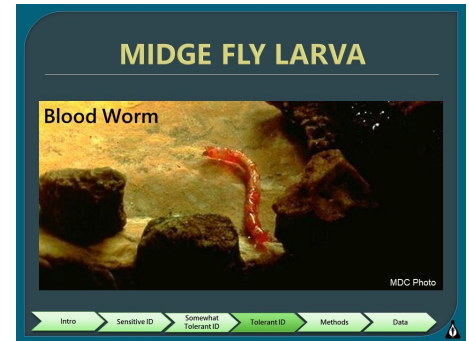 MIDGE FLY LARVA
Blood Worm
MDC Photo
Intro
Sensitive ID
Somewhat
Tolerant ID
Tolerant ID
Methods
Data